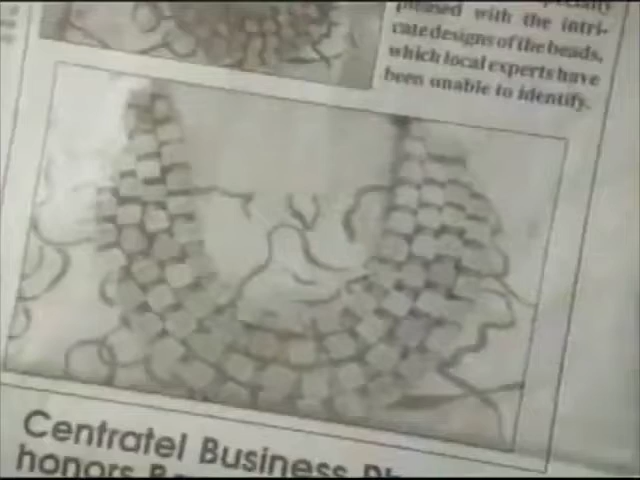 pleased with the intri-
cate designs of the beads,
which local experts have
been unable to identify.
Centratel Business
honors